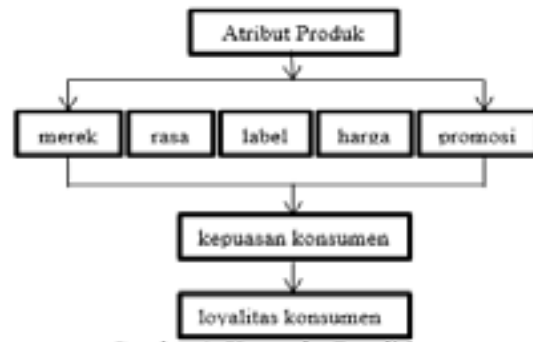 Atribut Produk
merek rasa label harga promosi
kepuasan konsumen
loyalitas konsumen